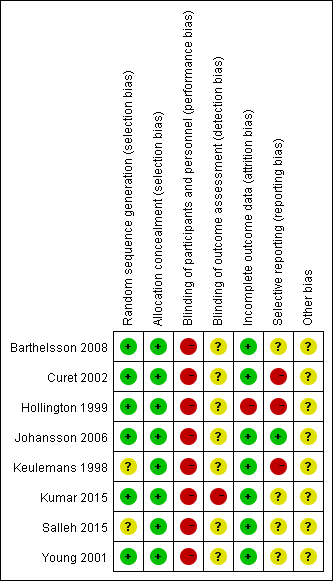 Random sequence generation (selection bias)
Allocation concealment (selection bias)
Blinding of participants and personnel (performance bias)
Blinding of outcome assessment (detection bias)
Incomplete outcome data (attrition bias)
Selective reporting (reporting bias)
Other bias
Barthelsson 2008 + + - ? + ? ?
Curet 2002 + + - ? + - ?
Hollington 1999 + + - ? - - ?
Johansson 2006 + + - ? + + ?
Keulemans 1998 ? + - ? + - ?
Kumar 2015 + + - - + ? ?
Salleh 2015 ? + - ? + ? ?
Young 2001 + + - ? + ? ?